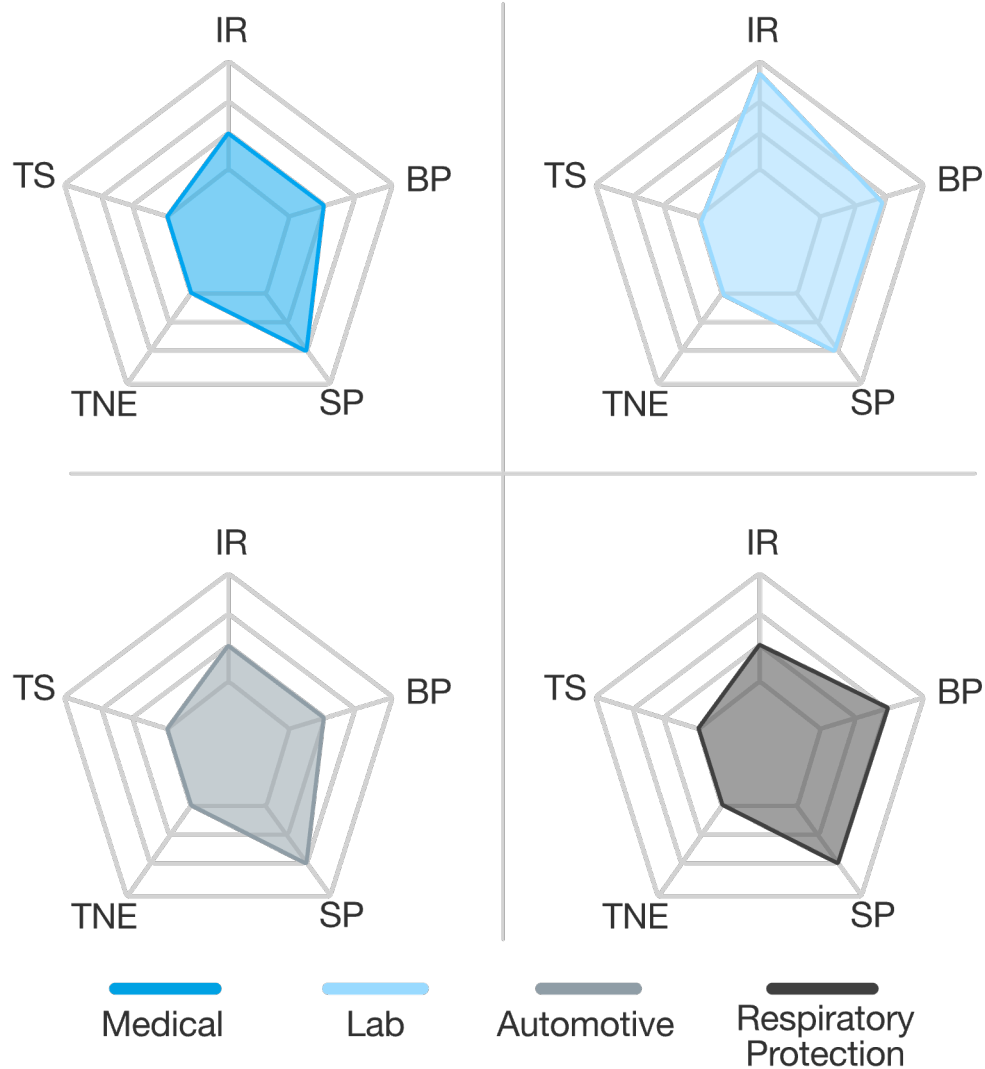 IR
IR
TS
BP
TS
BP
TNE
SP
TNE
SP
IR
IR
TS
BP
TS
BP
TNE
SP
TNE
SP
Medical
Lab
Automotive
Respiratory
Protection